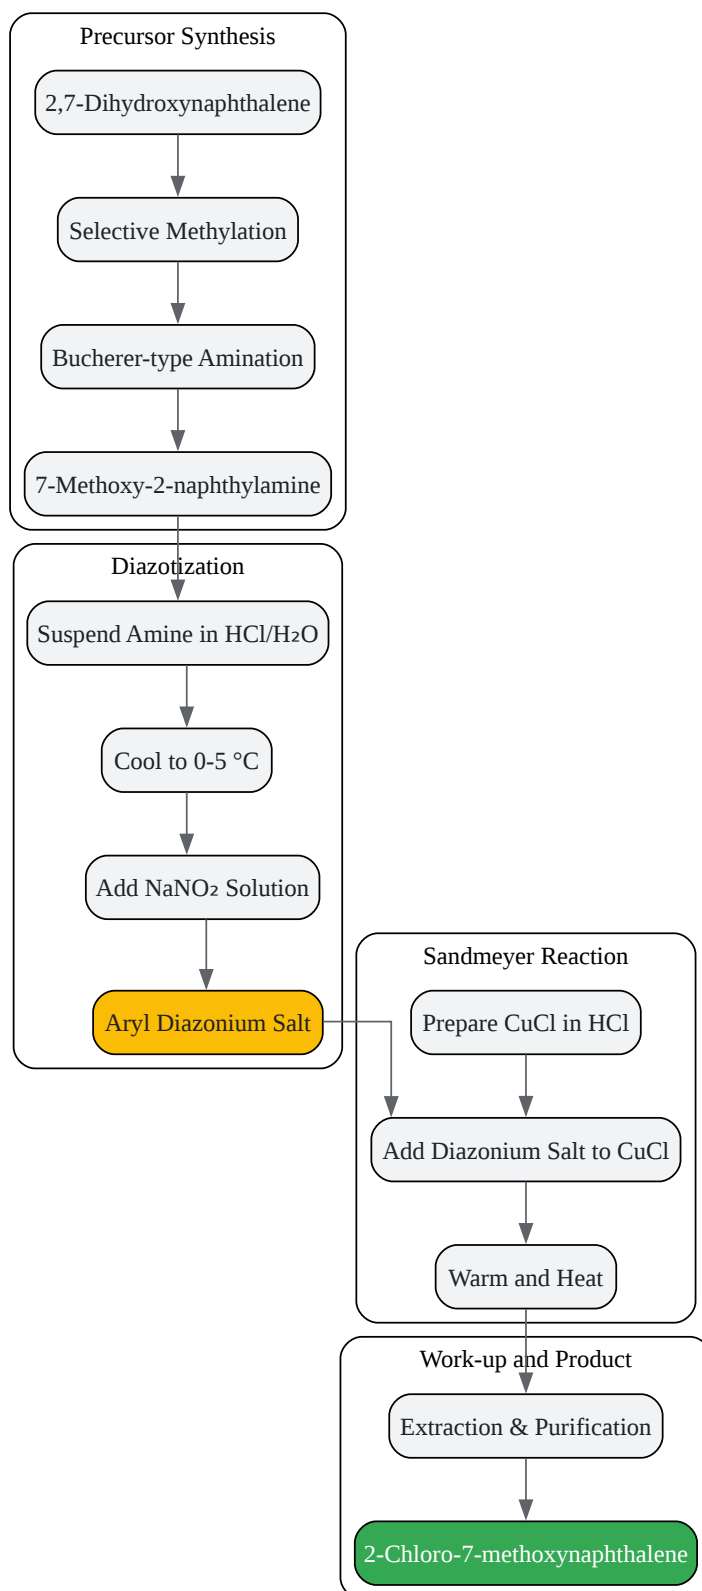 Precursor Synthesis
2,7-Dihydroxynaphthalene
Selective Methylation
Bucherer-type Amination
7-Methoxy-2-naphthylamine
Diazotization
Suspend Amine in HCl/H₂O
Cool to 0-5 °C
Add NaNO₂ Solution
Aryl Diazonium Salt
Sandmeyer Reaction
Prepare CuCl in HCl
Add Diazonium Salt to CuCl
Warm and Heat
Work-up and Product
Extraction & Purification
2-Chloro-7-methoxynaphthalene